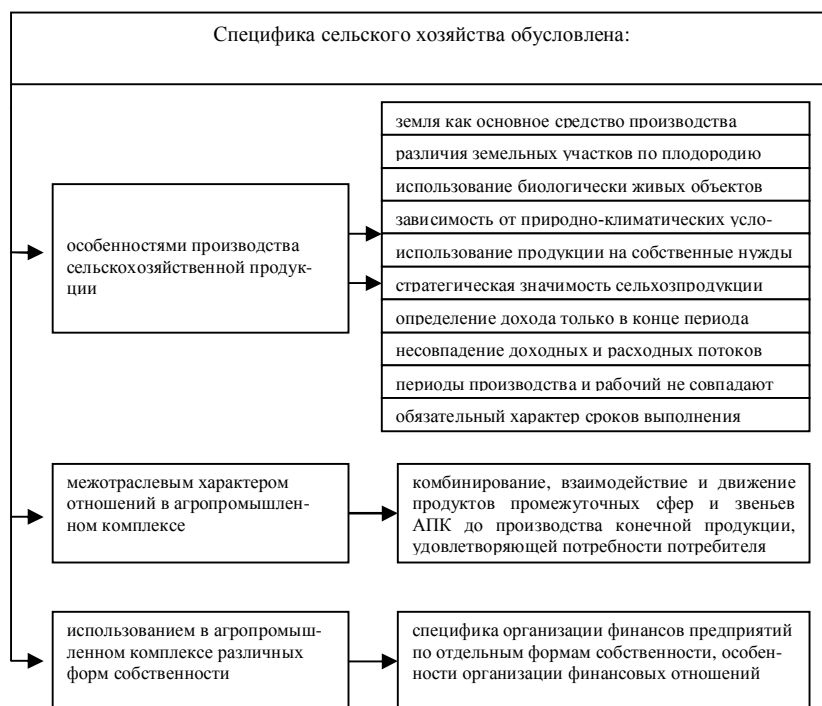 Специфика сельского хозяйства обусловлена:
особенностями производства
сельскохозяйственной продук-
ции
земля как основное средство производства
различия земельных участков по плодородию
использование биологически живых объектов
зависимость от природно-климатических усло-
использование продукции на собственные нужды
стратегическая значимость сельхозпродукции
определение дохода только в конце периода
несовпадение доходных и расходных потоков
периоды производства и рабочий не совпадают
обязательный характер сроков выполнения
межотраслевым характером
отношений в агропромышлен-
ном комплексе
комбинирование, взаимодействие и движение
продуктов промежуточных сфер и звеньев
АПК до производства конечной продукции,
удовлетворяющей потребности потребителя
использованием в агропромыш-
ленном комплексе различных
форм собственности
специфика организации финансов предприятий
по отдельным формам собственности, особен-
ности организации финансовых отношений